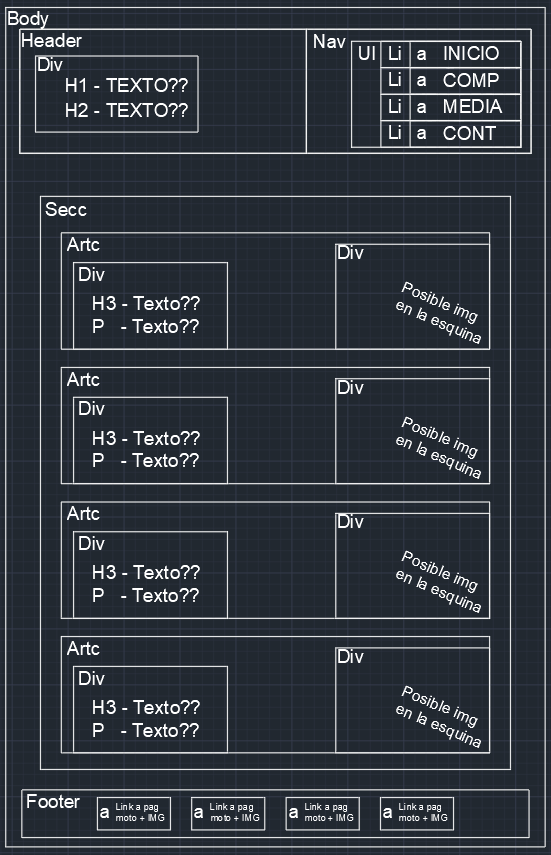 Body
Header
Div
H1 - TEXTO??
H2 - TEXTO??
Nav
Ul
Li a INICIO
Li a COMP
Li a MEDIA
Li a CONT
Secc
Artc
Div
H3 - Texto??
P - Texto??
Div
Posible img
en la esquina
Artc
Div
H3 - Texto??
P - Texto??
Div
Posible img
en la esquina
Artc
Div
H3 - Texto??
P - Texto??
Div
Posible img
en la esquina
Artc
Div
H3 - Texto??
P - Texto??
Div
Posible img
en la esquina
Footer
a Link a pag
moto + IMG
a Link a pag
moto + IMG
a Link a pag
moto + IMG
a Link a pag
moto + IMG